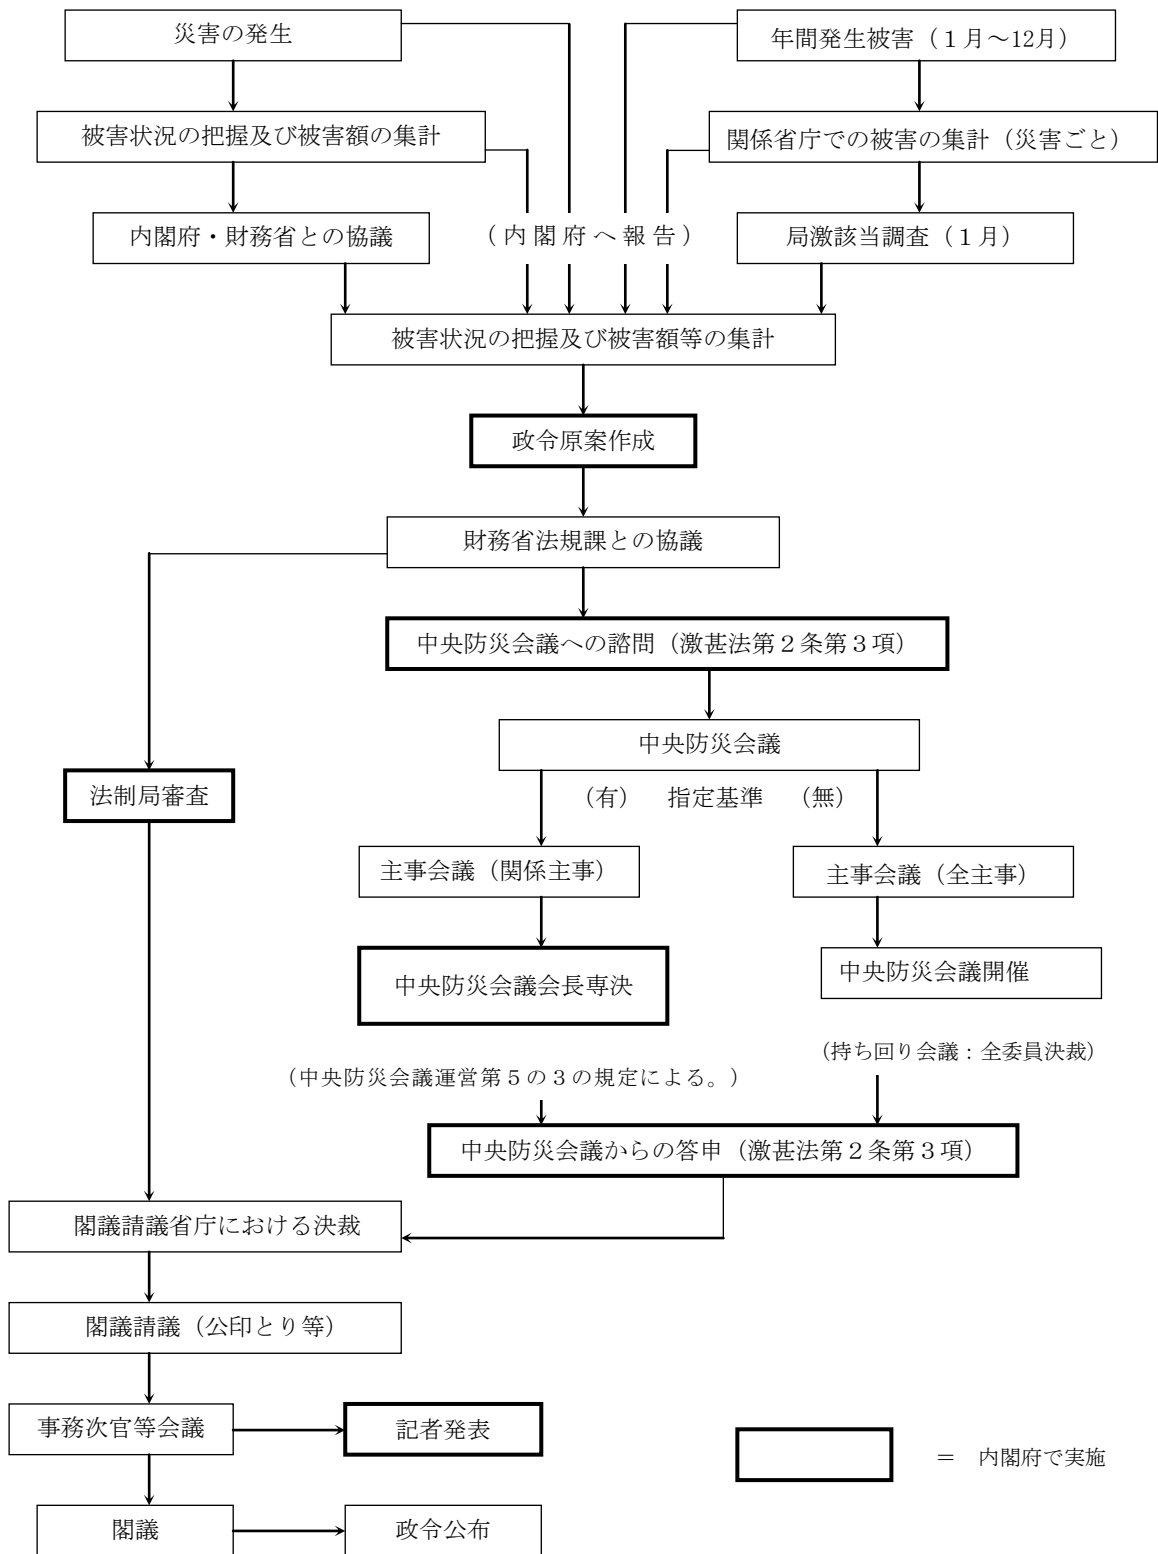 災害の発生
年間発生被害（１月～12月）
被害状況の把握及び被害額の集計
関係省庁での被害の集計（災害ごと）
内閣府・財務省との協議
（内閣府へ報告）
局激該当調査（１月）
被害状況の把握及び被害額等の集計
政令原案作成
財務省法規課との協議
中央防災会議への諮問（激甚法第２条第３項）
中央防災会議
法制局審査
（有）　指定基準　（無）
主事会議（関係主事）
主事会議（全主事）
中央防災会議会長専決
中央防災会議開催
（持ち回り会議：全委員決裁）
（中央防災会議運営第５の３の規定による。）
中央防災会議からの答申（激甚法第２条第３項）
閣議請議省庁における決裁
閣議請議（公印とり等）
事務次官等会議
記者発表
＝　内閣府で実施
閣議
政令公布